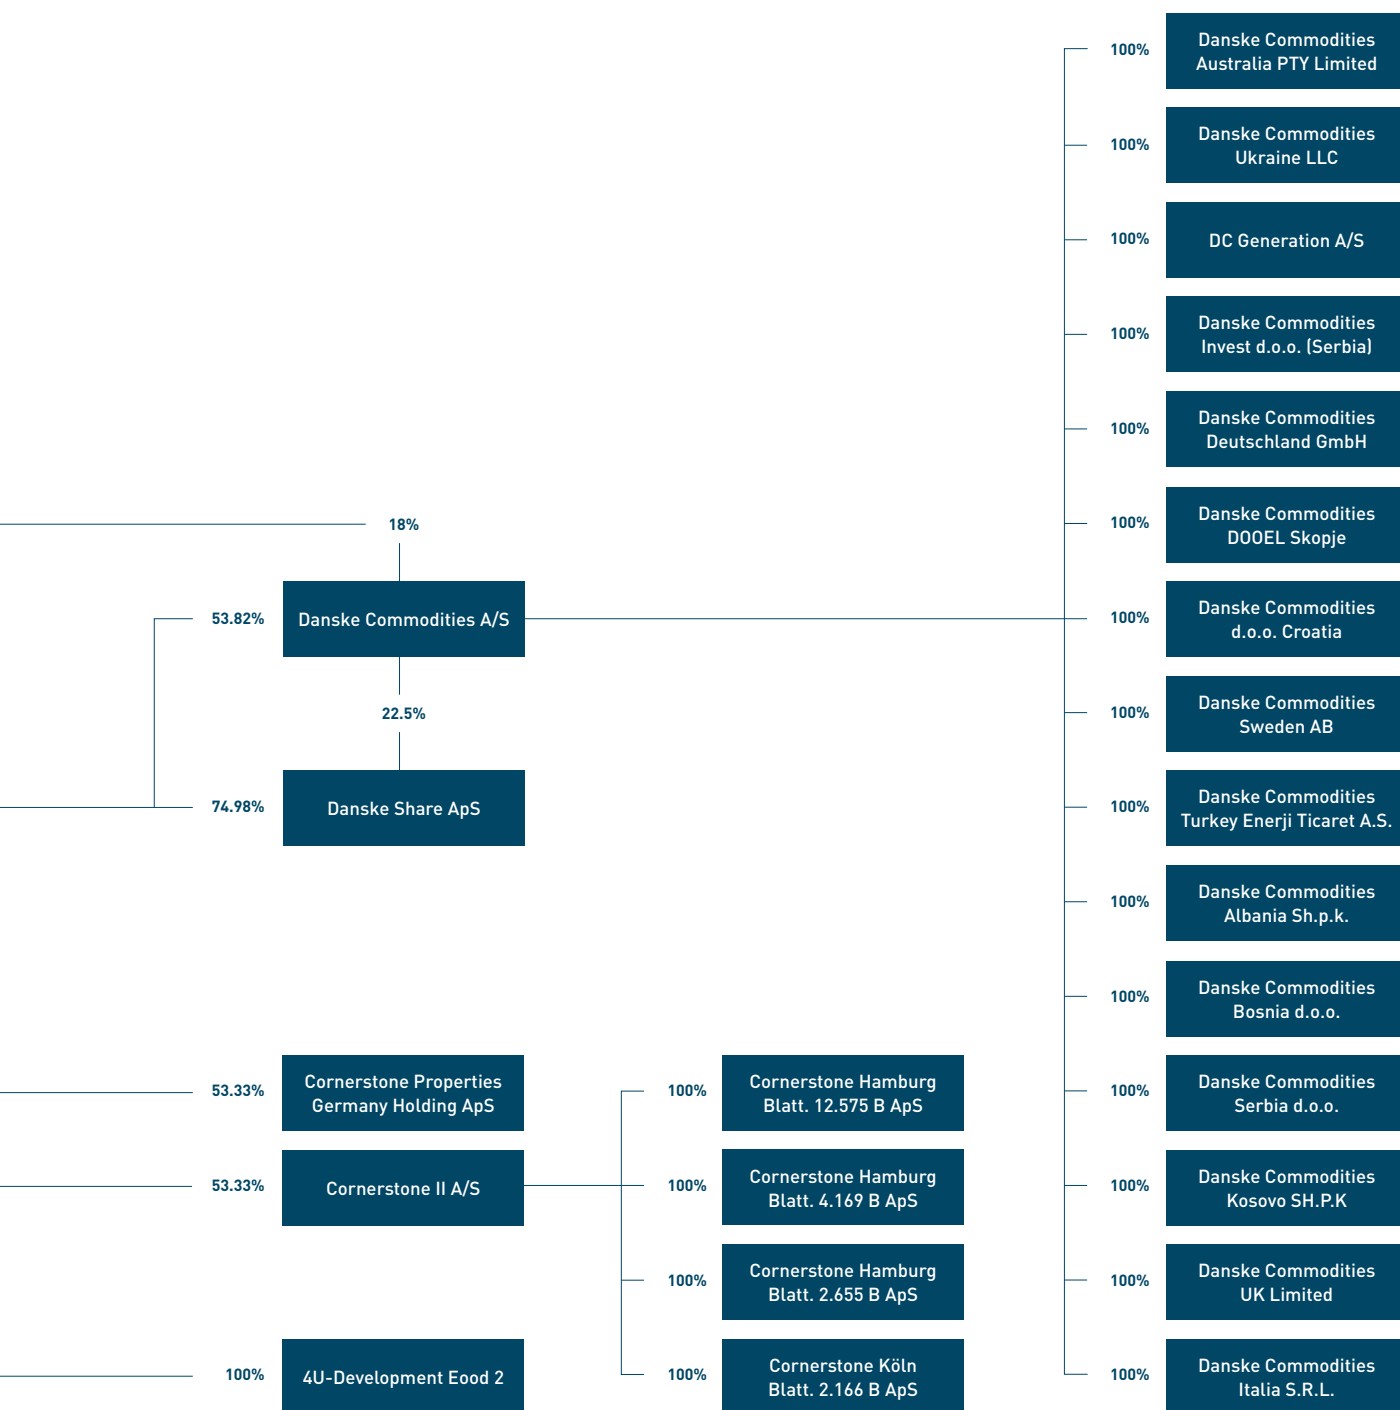 100%
Danske Commodities
Australia PTY Limited
100%
Danske Commodities
Ukraine LLC
100%
DC Generation A/S
100%
Danske Commodities
Invest d.o.o. (Serbia)
100%
Danske Commodities
Deutschland GmbH
18%
100%
Danske Commodities
DOOEL Skopje
53.82%
Danske Commodities A/S
100%
Danske Commodities
d.o.o. Croatia
22.5%
100%
Danske Commodities
Sweden AB
74.98%
Danske Share ApS
100%
Danske Commodities
Turkey Enerji Ticaret A.S.
100%
Danske Commodities
Albania Sh.p.k.
100%
Danske Commodities
Bosnia d.o.o.
53.33%
Cornerstone Properties
Germany Holding ApS
100%
Cornerstone Hamburg
Blatt. 12.575 B ApS
100%
Danske Commodities
Serbia d.o.o.
53.33%
Cornerstone II A/S
100%
Cornerstone Hamburg
Blatt. 4.169 B ApS
100%
Danske Commodities
Kosovo SH.P.K
100%
Cornerstone Hamburg
Blatt. 2.655 B ApS
100%
Danske Commodities
UK Limited
100%
4U-Development Eood 2
100%
Cornerstone Köln
Blatt. 2.166 B ApS
100%
Danske Commodities
Italia S.R.L.